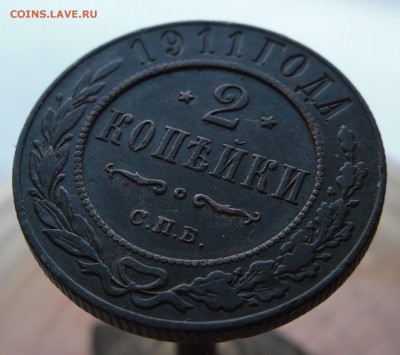 COINS.LAVE.RU
1911 ГОДА
2
КОПѢЙКИ
С.П.Б.